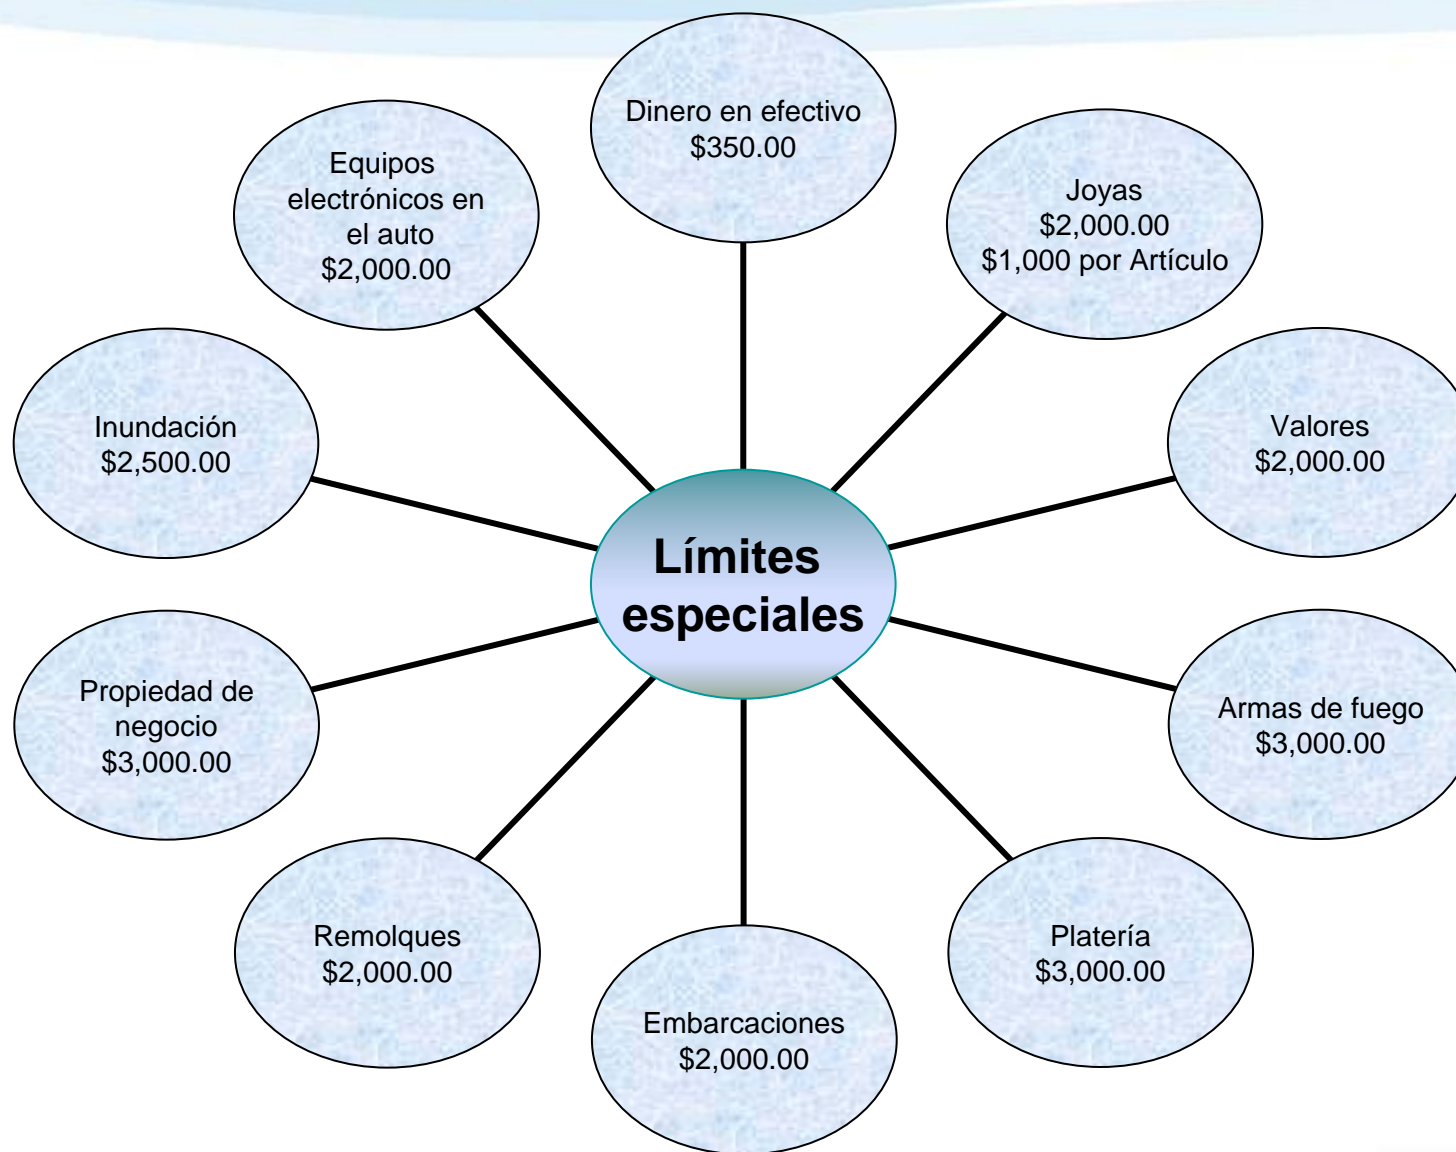 Dinero en efectivo
$350.00
Joyas
$2,000.00
$1,000 por Artículo
Valores
$2,000.00
Armas de fuego
$3,000.00
Platería
$3,000.00
Embarcaciones
$2,000.00
Remolques
$2,000.00
Propiedad de
negocio
$3,000.00
Inundación
$2,500.00
Equipos
electrónicos en
el auto
$2,000.00
Límites
especiales